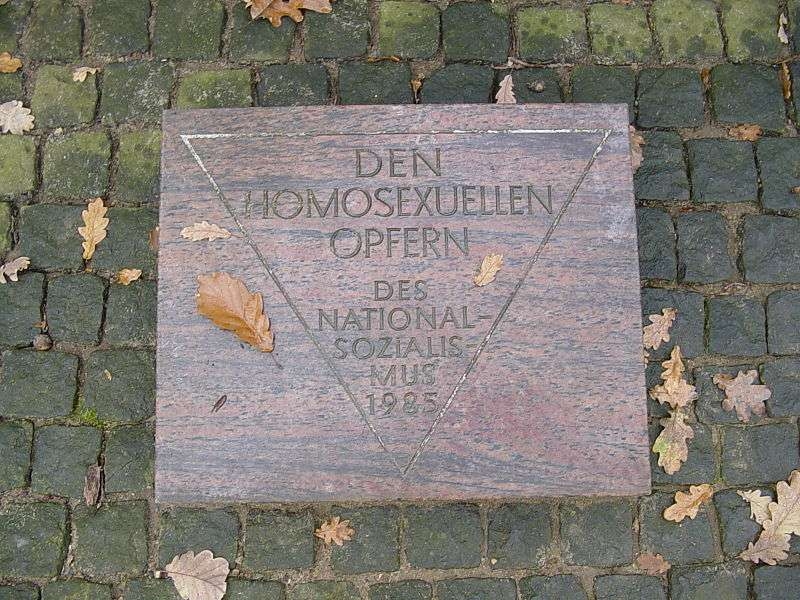 DEN
HOMOSEXUELLEN
OPFERN
DES
NATIONAL-
SOZIALIS-
MUS
1985